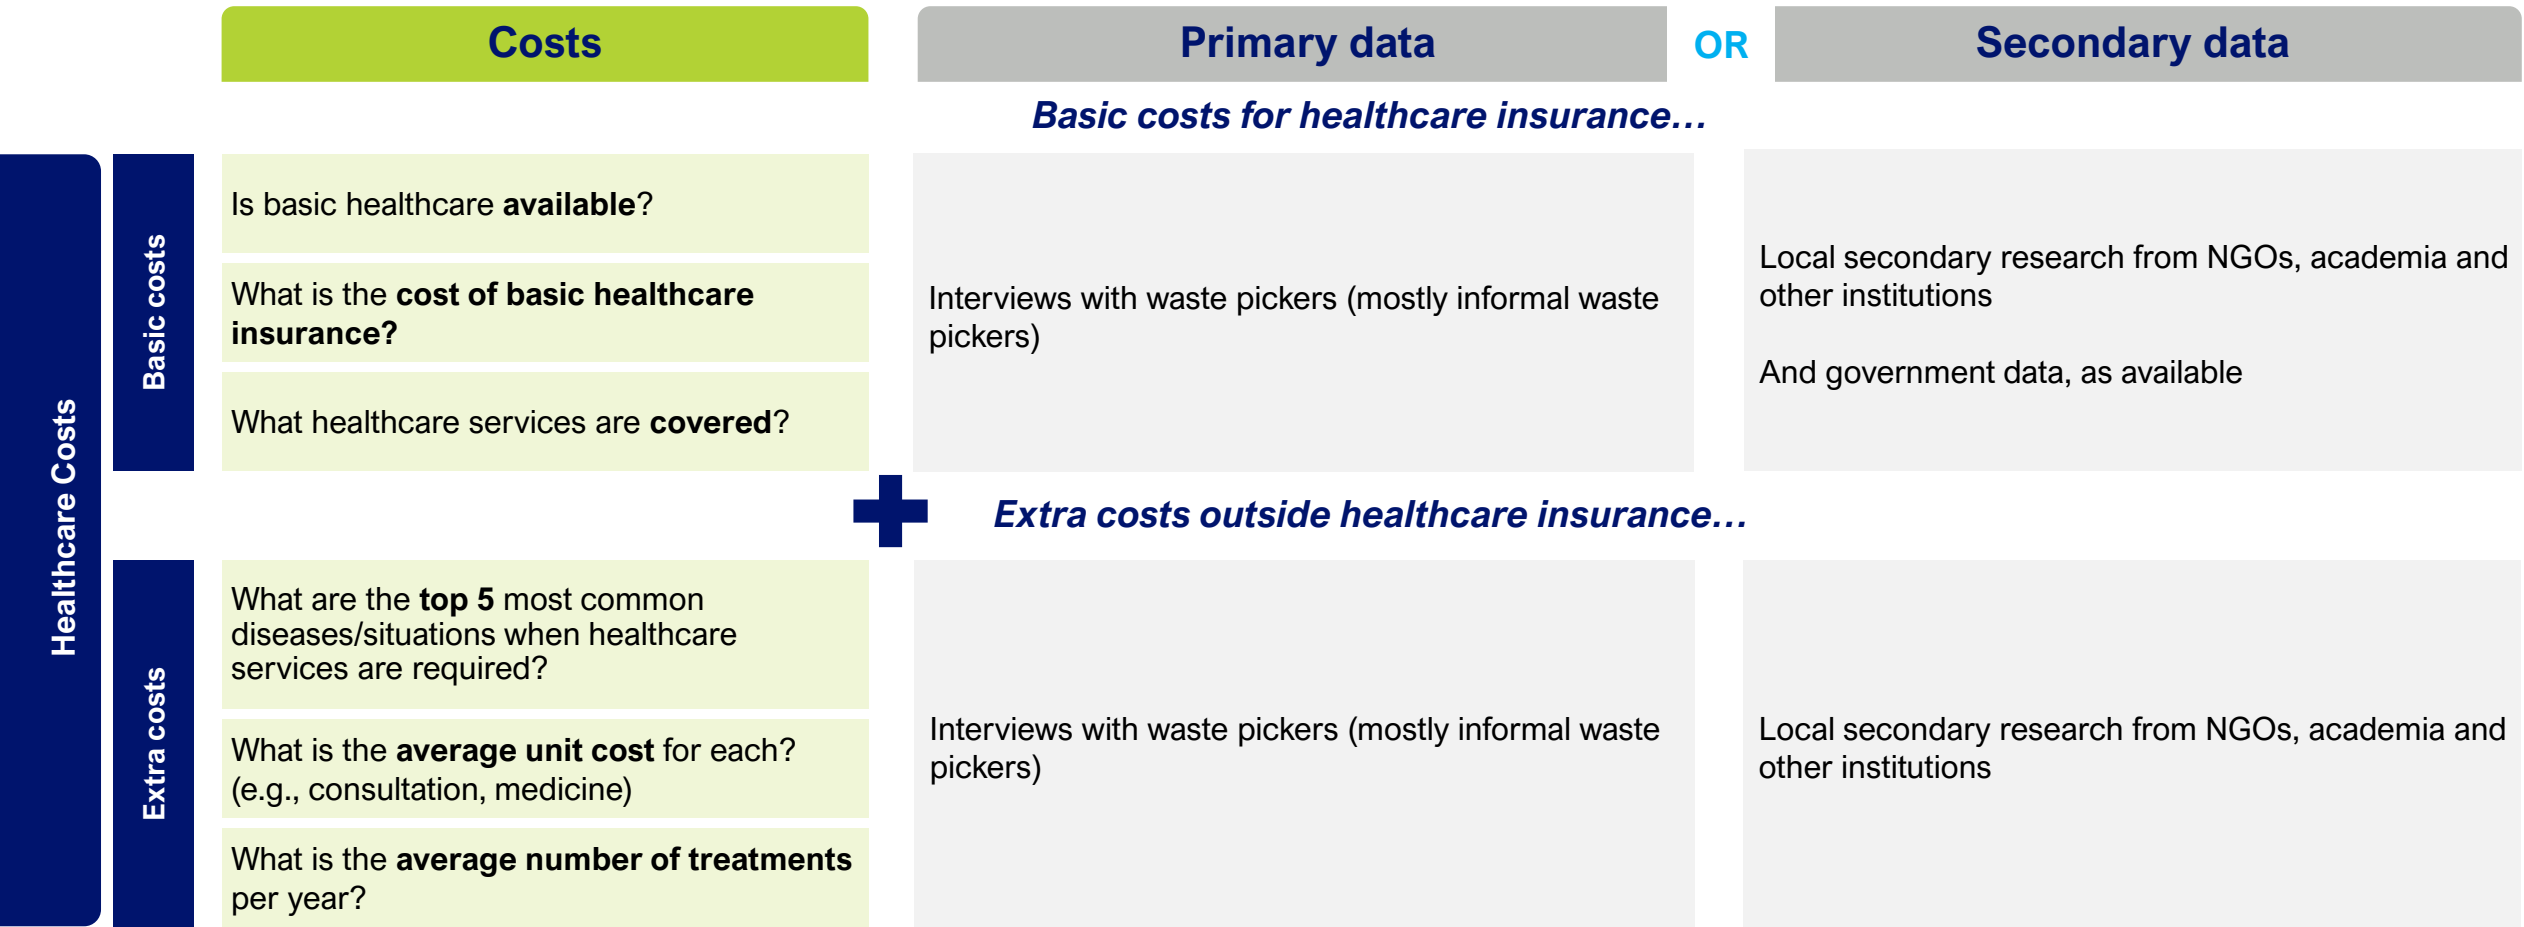 Costs
Primary data
OR
Secondary data
Basic costs for healthcare insurance…
Healthcare Costs
Basic costs
Is basic healthcare available?
What is the cost of basic healthcare
insurance?
What healthcare services are covered?
Interviews with waste pickers (mostly informal waste
pickers)
Local secondary research from NGOs, academia and
other institutions
And government data, as available
Extra costs outside healthcare insurance…
Extra costs
What are the top 5 most common
diseases/situations when healthcare
services are required?
What is the average unit cost for each?
(e.g., consultation, medicine)
What is the average number of treatments
per year?
Interviews with waste pickers (mostly informal waste
pickers)
Local secondary research from NGOs, academia and
other institutions